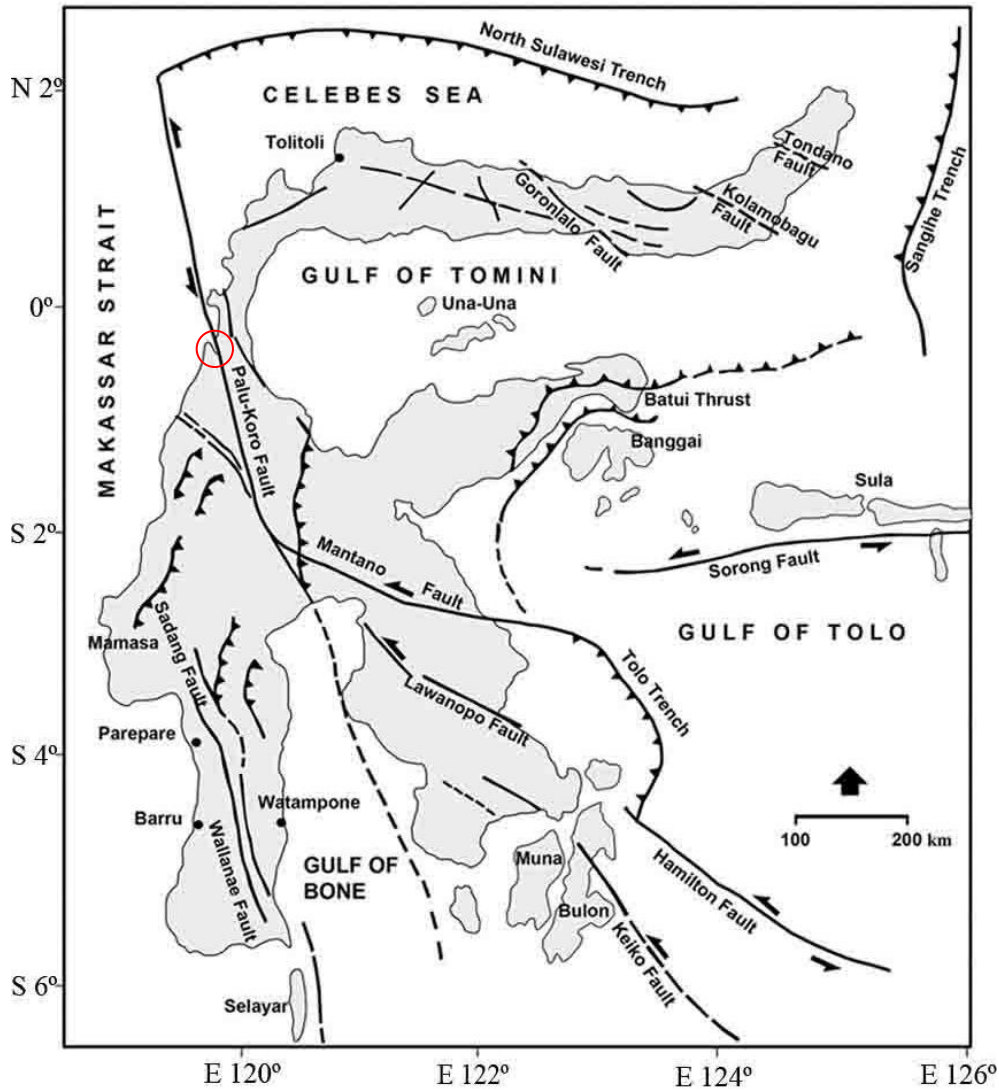 North Sulawesi Trench
N 2º
CELEBES SEA
Tolitoli
Tondano
Fault
Goronlalo Fault
Kolamobagu
Fault
Sangihe Trench
MAKASSAR STRAIT
GULF OF TOMINI
Una-Una
0º
Palu-Koro Fault
Batui Thrust
Banggai
Sula
S 2º
Mantano Fault
Sorong Fault
GULF OF TOLO
Mamasa
Sadang Fault
Lawanopo Fault
Tolo Trench
Parepare
S 4º
Barru
Watampone
Wallanae Fault
GULF OF
BONE
100 200 km
Muna
Bulon
Hamilton Fault
Keiko Fault
S 6º
Selayar
E 120º E 122º E 124º E 126º